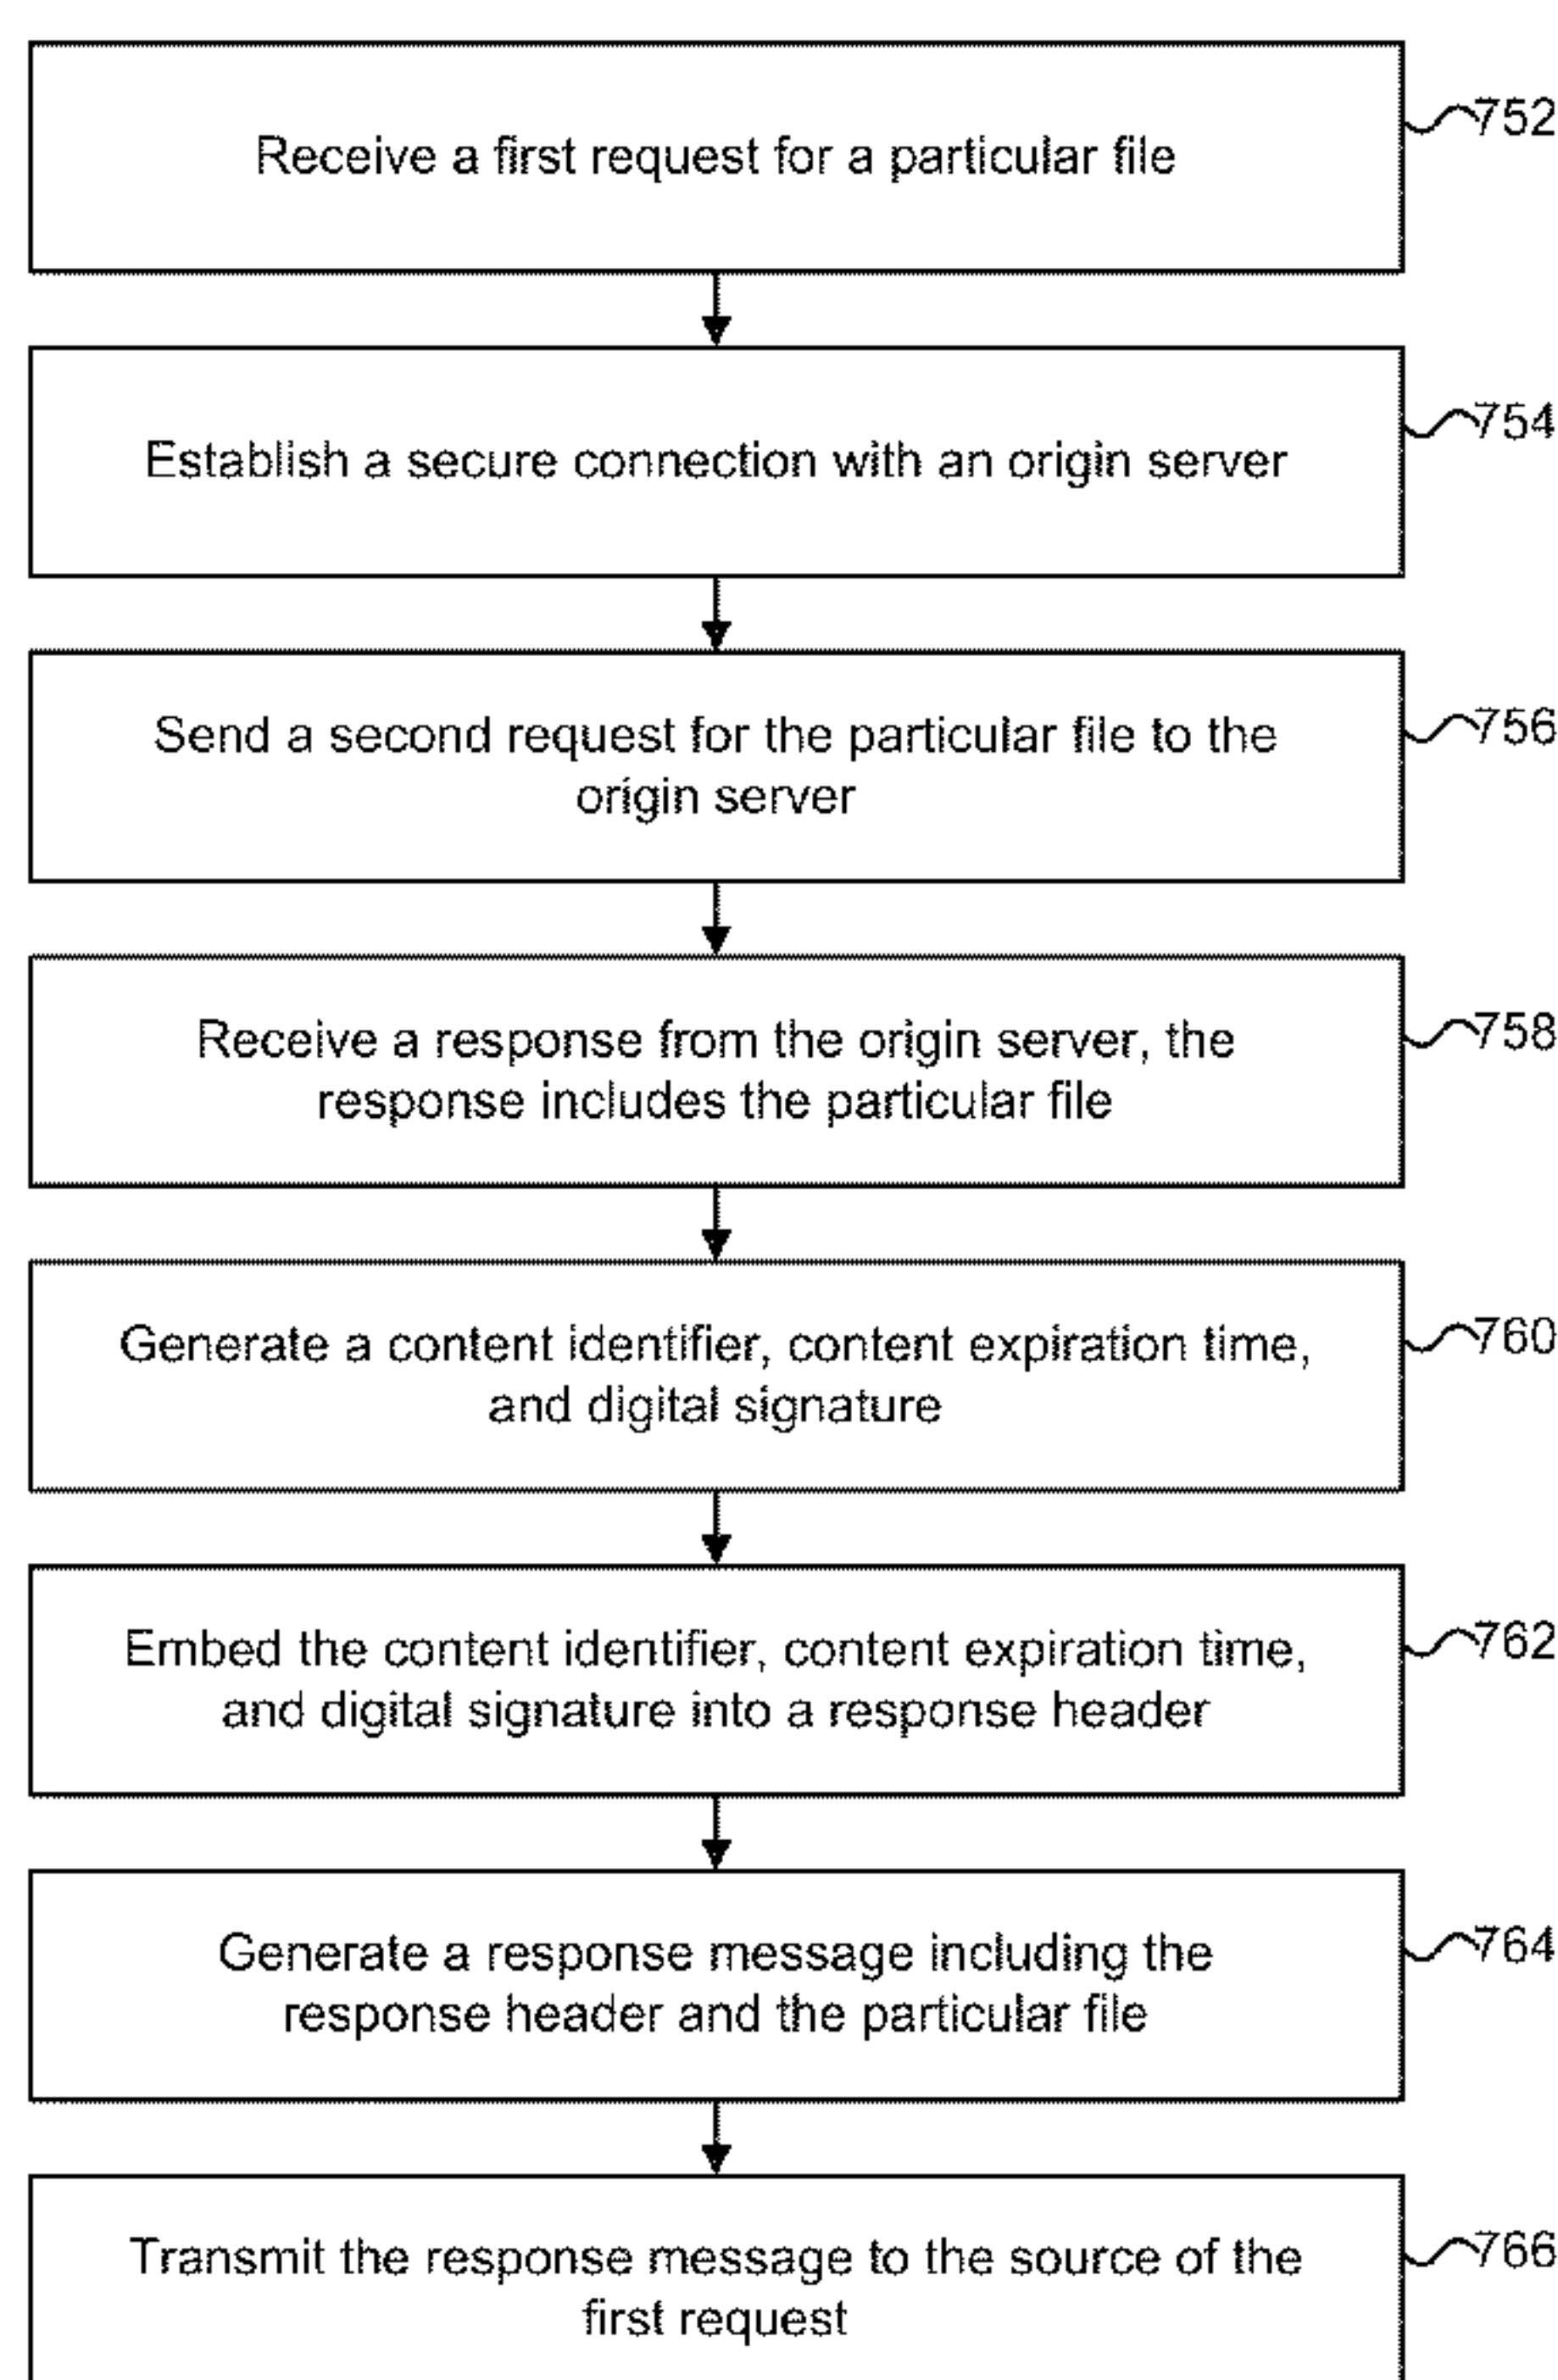 Receive a first request for a particular file
752
Establish a secure connection with an origin server
754
Send a second request for the particular file to the
origin server
756
Receive a response from the origin server, the
response includes the particular file
758
Generate a content identifier, content expiration time,
and digital signature
760
Embed the content identifier, content expiration time,
and digital signature into a response header
762
Generate a response message including the
response header and the particular file
764
Transmit the response message to the source of the
first request
766